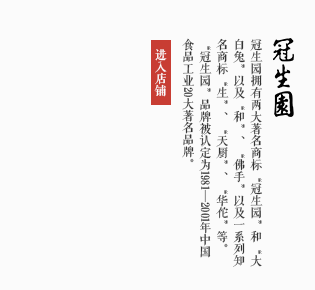 冠生園
冠生园拥有两大著名商标“冠生园”和“大
白兔”以及“和”、“佛手”以及一系列知
名商标“生”、“天厨”、“华佗”等。
“冠生园”品牌被认定为1981—2001年中国
食品工业20大著名品牌。
进入店铺